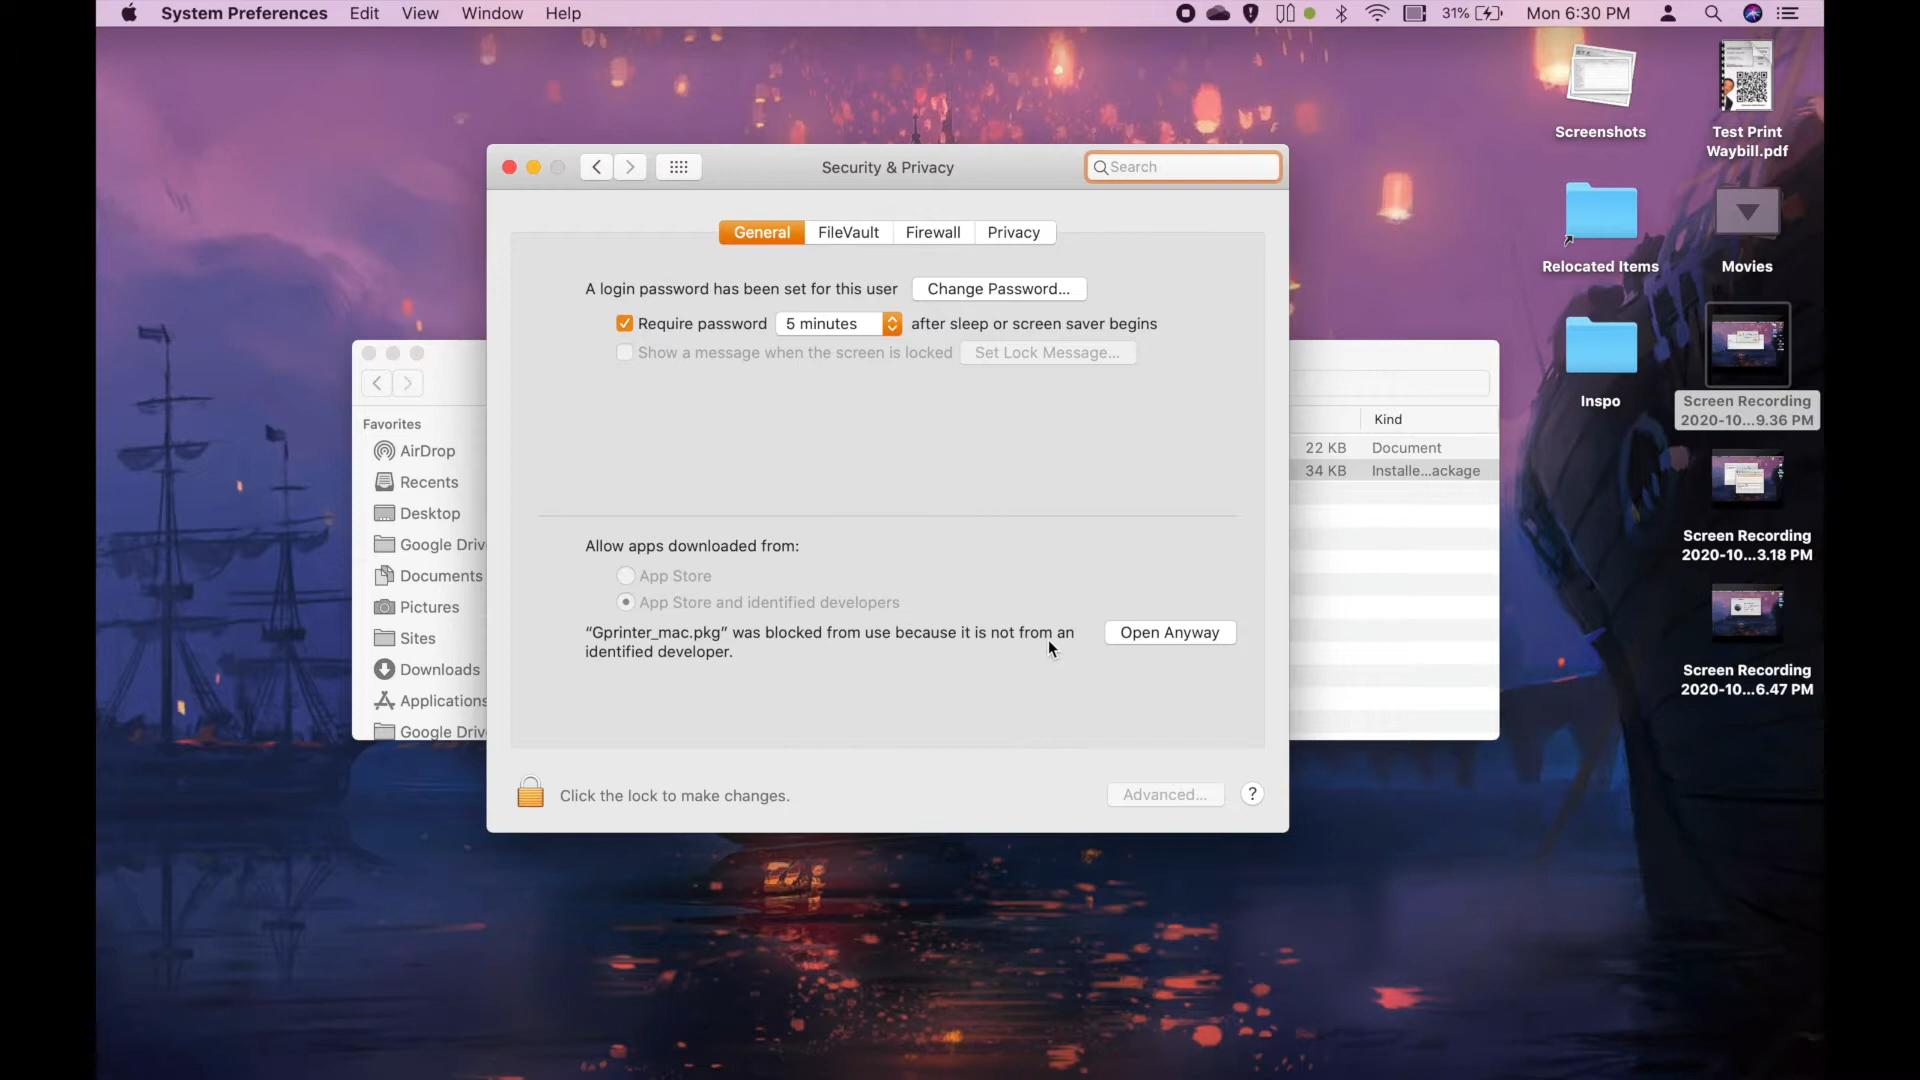 System Preferences Edit View Window Help 31% Mon 6:30 PM
Security & Privacy
Search
General FileVault Firewall Privacy
A login password has been set for this user Change Password...
Require password 5 minutes after sleep or screen saver begins
Show a message when the screen is locked Set Lock Message...
Allow apps downloaded from:
App Store
App Store and identified developers
“Gprinter_mac.pkg” was blocked from use because it is not from an
identified developer.
Open Anyway
Click the lock to make changes.
Advanced...
?
Favorites
AirDrop
Recents
Desktop
Google Driv
Documents
Pictures
Sites
Downloads
Applications
Google Driv
Kind
22 KB Document
34 KB Installe...ackage
Screenshots
Test Print
Waybill.pdf
Relocated Items
Movies
Inspo
Screen Recording
2020-10...9.36 PM
Screen Recording
2020-10...3.18 PM
Screen Recording
2020-10...6.47 PM